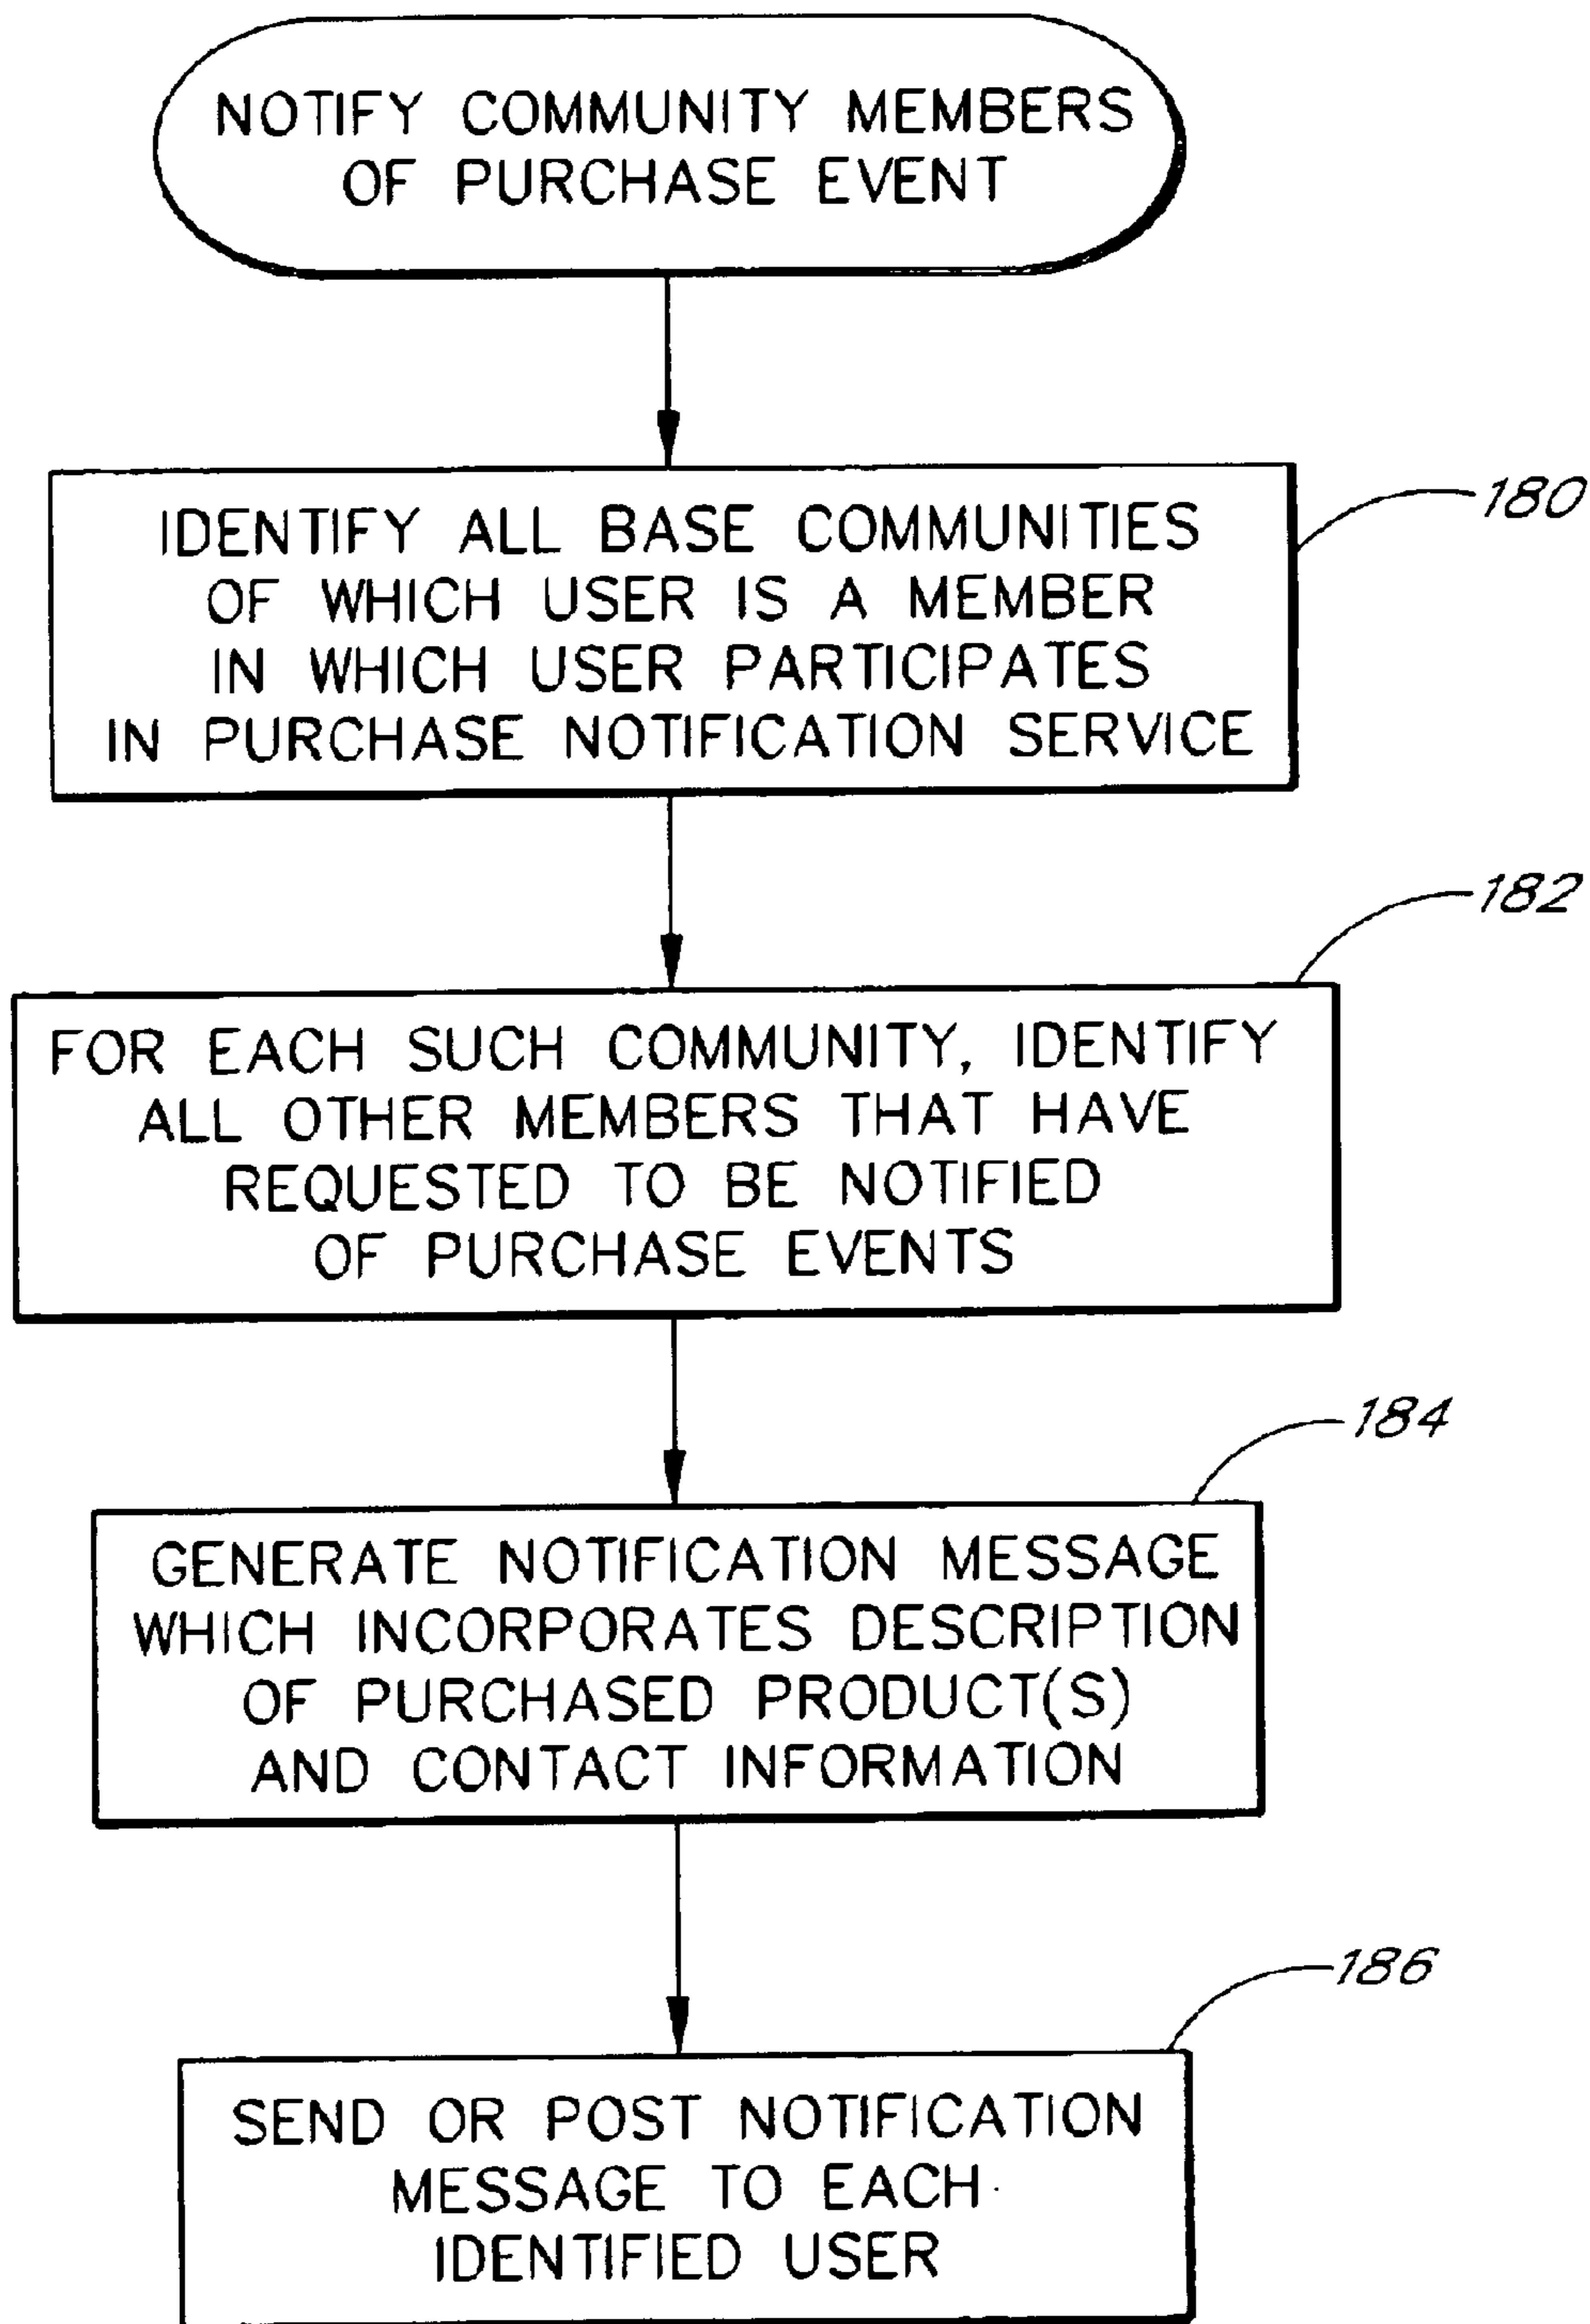 NOTIFY COMMUNITY MEMBERS
OF PURCHASE EVENT
IDENTIFY ALL BASE COMMUNITIES
OF WHICH USER IS A MEMBER
IN WHICH USER PARTICIPATES
IN PURCHASE NOTIFICATION SERVICE
180
182
FOR EACH SUCH COMMUNITY, IDENTIFY
ALL OTHER MEMBERS THAT HAVE
REQUESTED TO BE NOTIFIED
OF PURCHASE EVENTS
184
GENERATE NOTIFICATION MESSAGE
WHICH INCORPORATES DESCRIPTION
OF PURCHASED PRODUCT(S)
AND CONTACT INFORMATION
186
SEND OR POST NOTIFICATION
MESSAGE TO EACH
IDENTIFIED USER